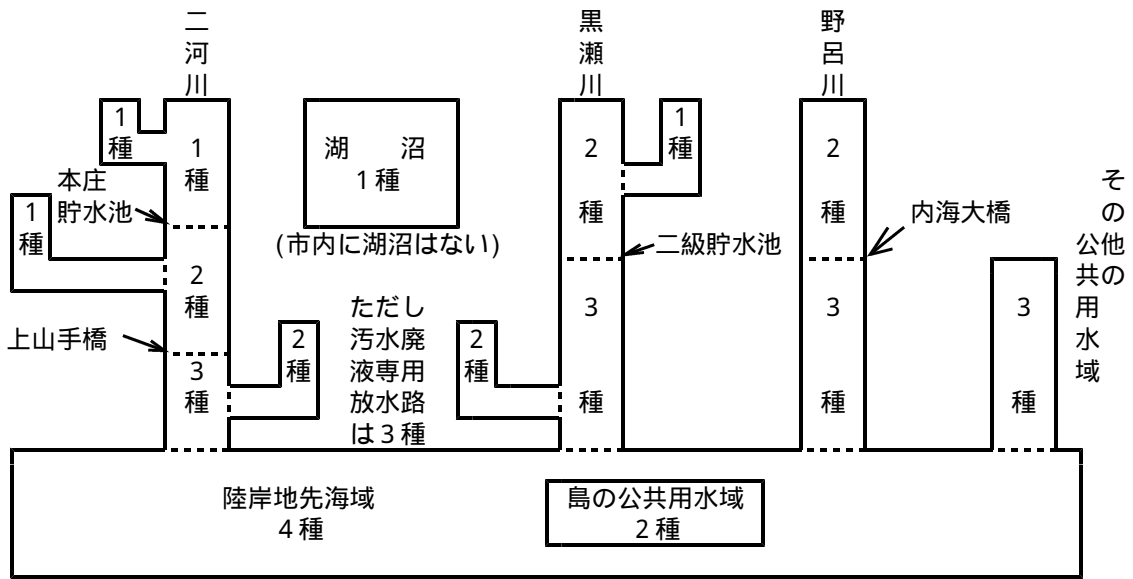 二河川
黒瀬川
野呂川
1種
1種
湖　沼
1種
2種
1種
2種
本庄
貯水池
1種
(市内に湖沼はない)
二級貯水池
内海大橋
その他の
公共用水域
2種
上山手橋
3種
2種
ただし
汚水廃
液専用
放水路
は3種
2種
3種
3種
3種
陸岸地先海域
4種
島の公共用水域
2種